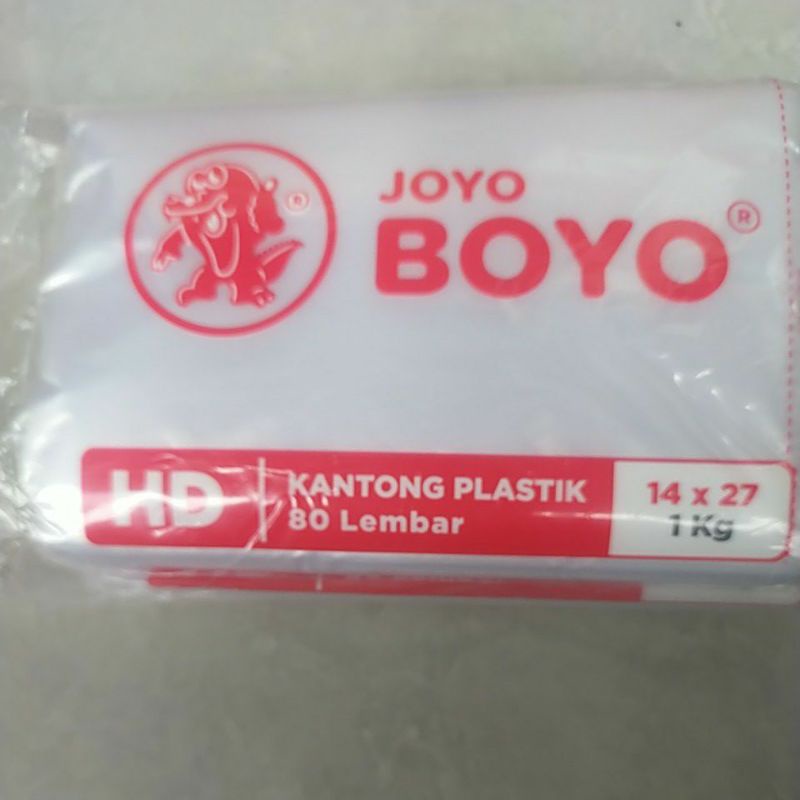 JOYO
BOYO®
®
HD
KANTONG PLASTIK
80 Lembar
14 x 27
1 Kg